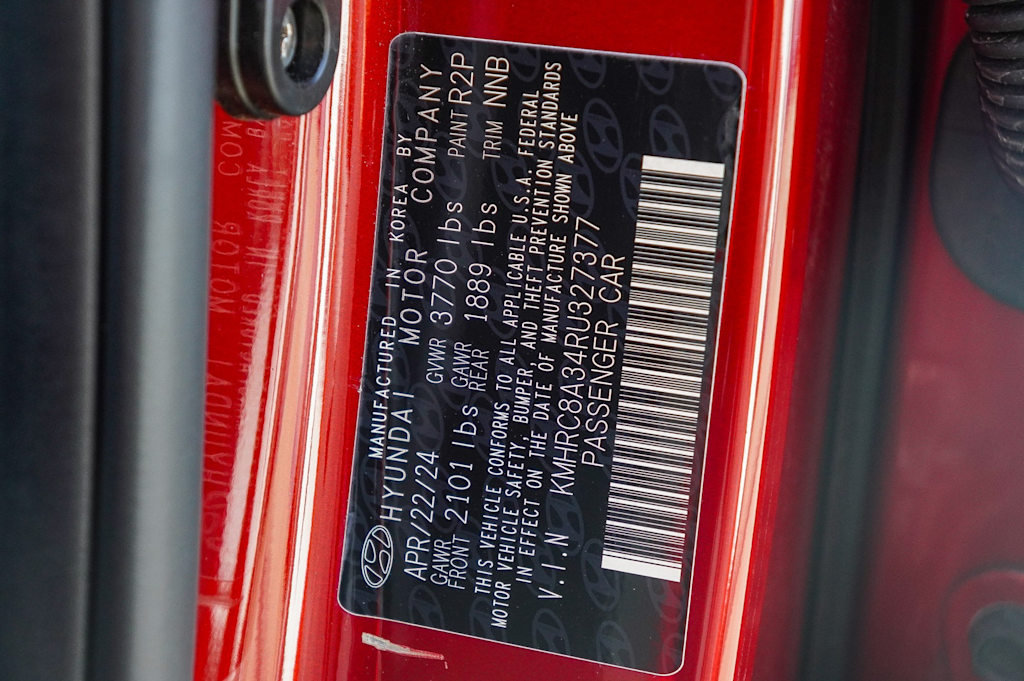 MANUFACTURED IN KOREA BY
HYUNDAI MOTOR COMPANY
APR/22/24 GVWR 3770 lbs PAINT R2P
GAWR FRONT 2101 lbs GAWR REAR 1889 lbs TRIM NNB
THIS VEHICLE CONFORMS TO ALL APPLICABLE U.S.A. FEDERAL
MOTOR VEHICLE SAFETY, BUMPER, AND THEFT PREVENTION STANDARDS
IN EFFECT ON THE DATE OF MANUFACTURE SHOWN ABOVE
V.I.N KMHRC8A34RU327377
PASSENGER CAR